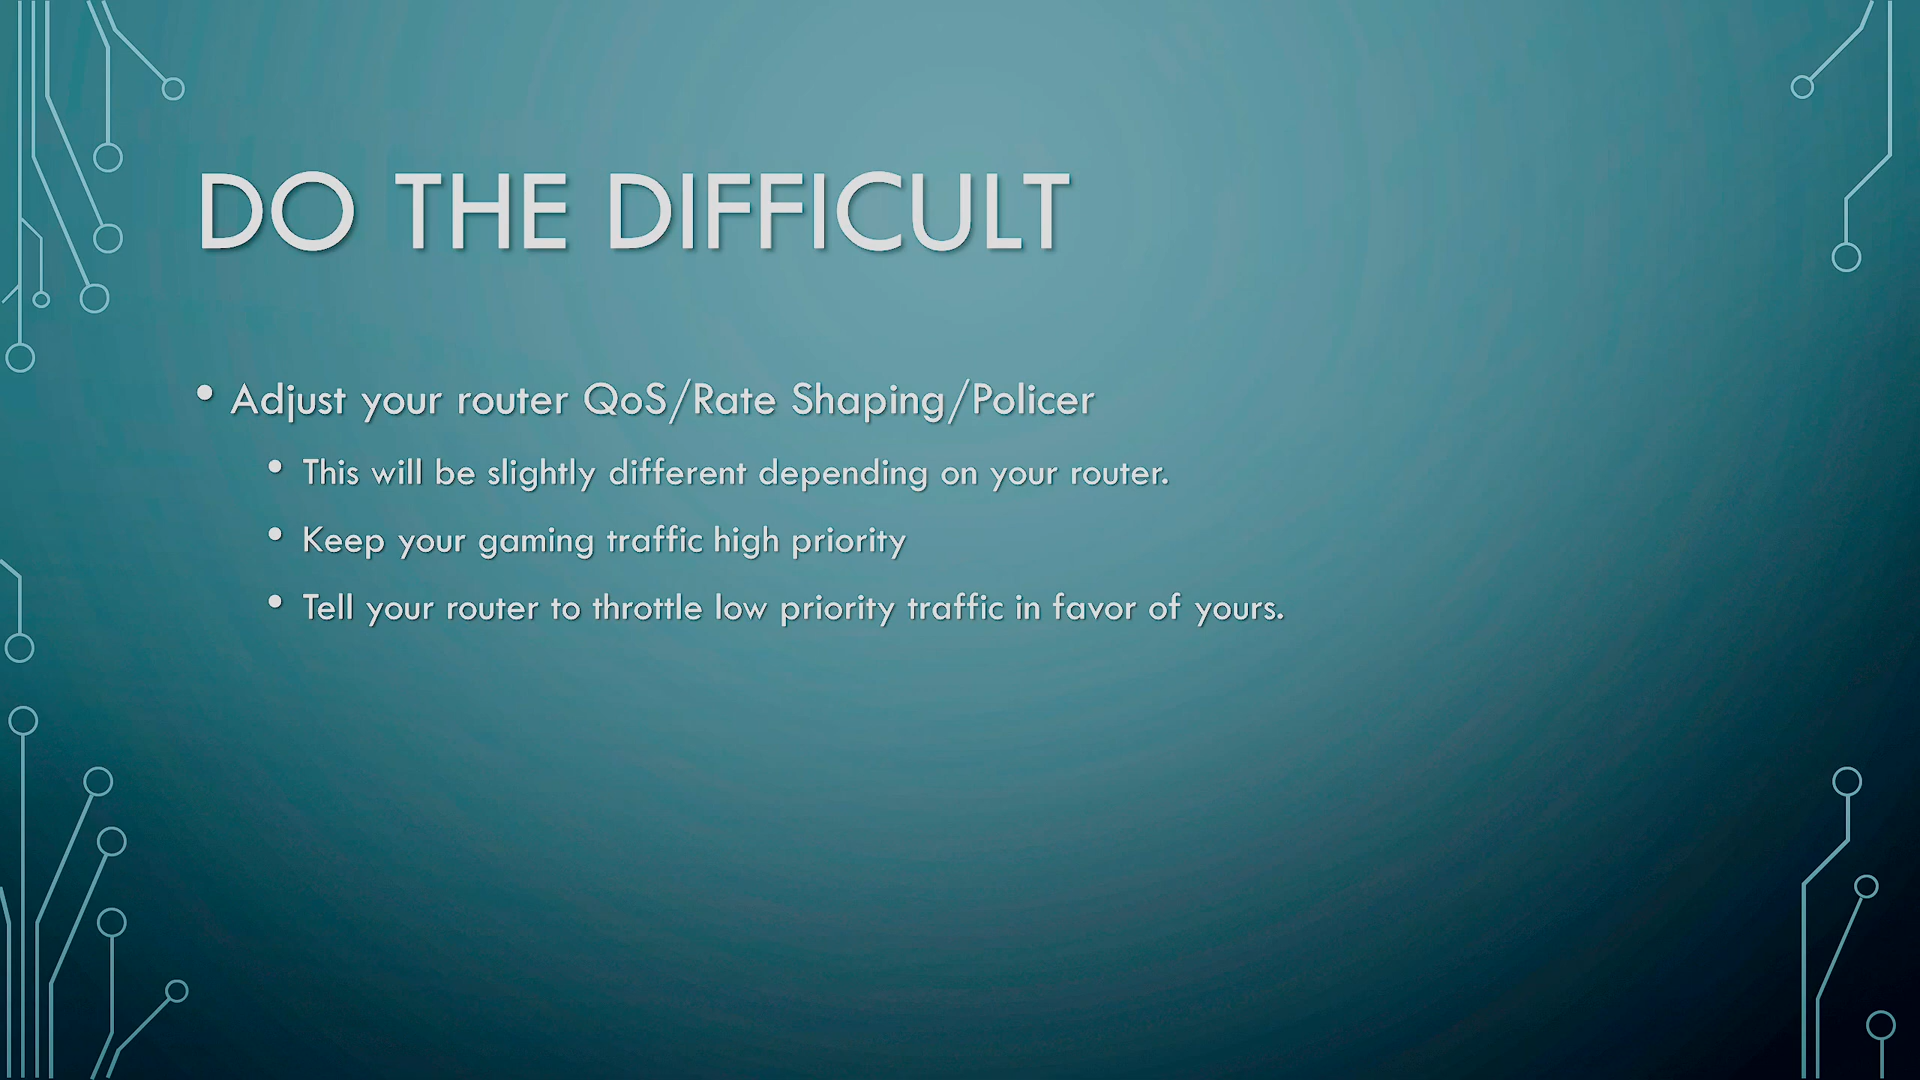 DO THE DIFFICULT
• Adjust your router QoS/Rate Shaping/Policer
• This will be slightly different depending on your router.
• Keep your gaming traffic high priority
• Tell your router to throttle low priority traffic in favor of yours.